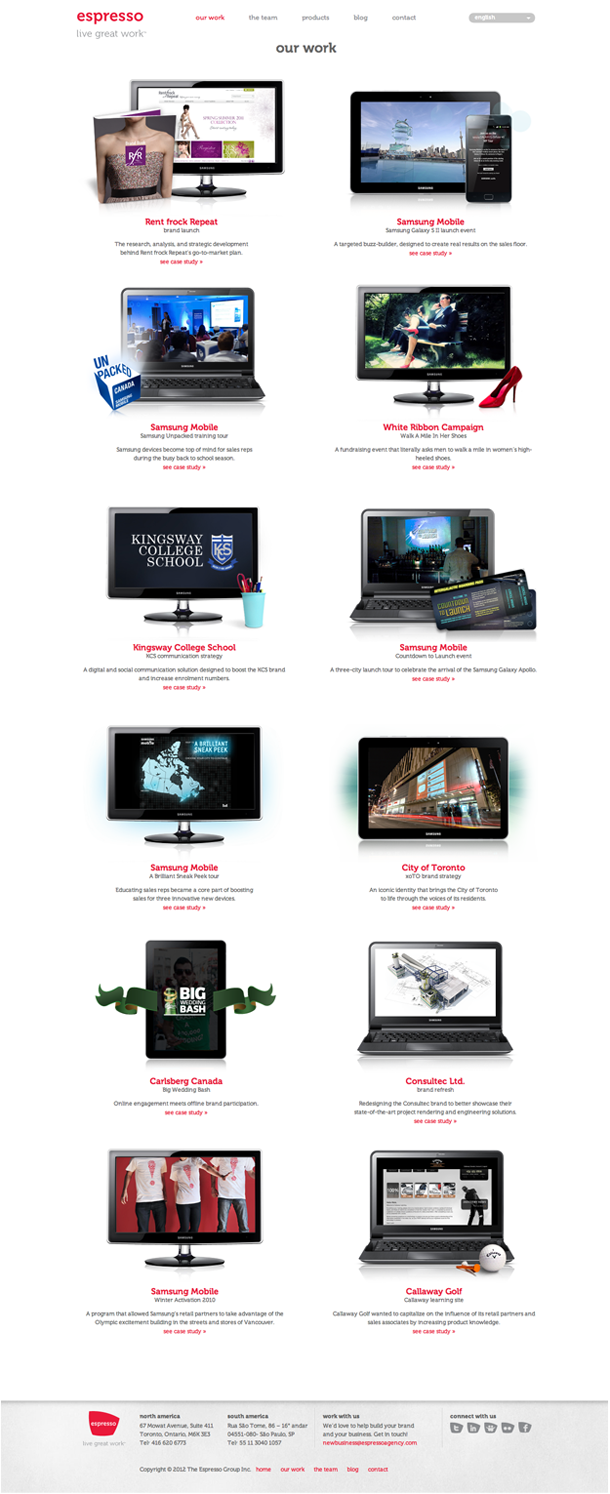 espresso
live great work
our work
the team
products
blog
contact
english
our work
Rent frock Repeat
brand launch
The research, analysis, and strategic development
behind Rent frock Repeat's go-to-market plan.
see case study »
Samsung Mobile
Samsung Galaxy S II launch event
A targeted buzz-builder, designed to create real results on the sales floor.
see case study »
UN
PACKED
CANADA
SAMSUNG
MOBILE
Samsung Mobile
Samsung Unpacked training tour
Samsung devices become top of mind for sales reps
during the busy back to school season.
see case study »
White Ribbon Campaign
Walk A Mile In Her Shoes
A fundraising event that literally asks men to walk a mile in women's high-
heeled shoes.
see case study »
KINGSWAY
COLLEGE
SCHOOL
KCS
Kingsway College School
KCS communication strategy
A digital and social communication solution designed to boost the KCS brand
and increase enrolment numbers.
see case study »
COUNTDOWN
TO LAUNCH
Samsung Mobile
Countdown to Launch event
A three-city launch tour to celebrate the arrival of the Samsung Galaxy Apollo.
see case study »
A BRILLIANT
SNEAK PEEK
Samsung Mobile
A Brilliant Sneak Peek tour
Educating sales reps became a core part of boosting
sales for three innovative new devices.
see case study »
City of Toronto
xoTO brand strategy
An iconic identity that brings the City of Toronto
to life through the voices of its residents.
see case study »
BIG
WEDDING
BASH
Carlsberg Canada
Big Wedding Bash
Online engagement meets offline brand participation.
see case study »
Consultec Ltd.
brand refresh
Redesigning the Consultec brand to better showcase their
state-of-the-art project rendering and engineering solutions.
see case study »
Samsung Mobile
Winter Activation 2010
A program that allowed Samsung's retail partners to take advantage of the
Olympic excitement building in the streets and stores of Vancouver.
see case study »
Callaway Golf
Callaway learning site
Callaway Golf wanted to capitalize on the influence of its retail partners and
sales associates by increasing product knowledge.
see case study »
espresso
live great work
north america
67 Mowat Avenue, Suite 411
Toronto, Ontario, M6K 3E3
Tel: 416 620 6773
south america
Rua São Tome, 86 – 16° andar
04551-080- São Paulo, SP
Tel: 55 11 3040 1057
work with us
We'd love to help build your brand
and your business. Get in touch!
newbusiness@espressoagency.com
connect with us
Copyright © 2012 The Espresso Group Inc.
home
our work
the team
blog
contact